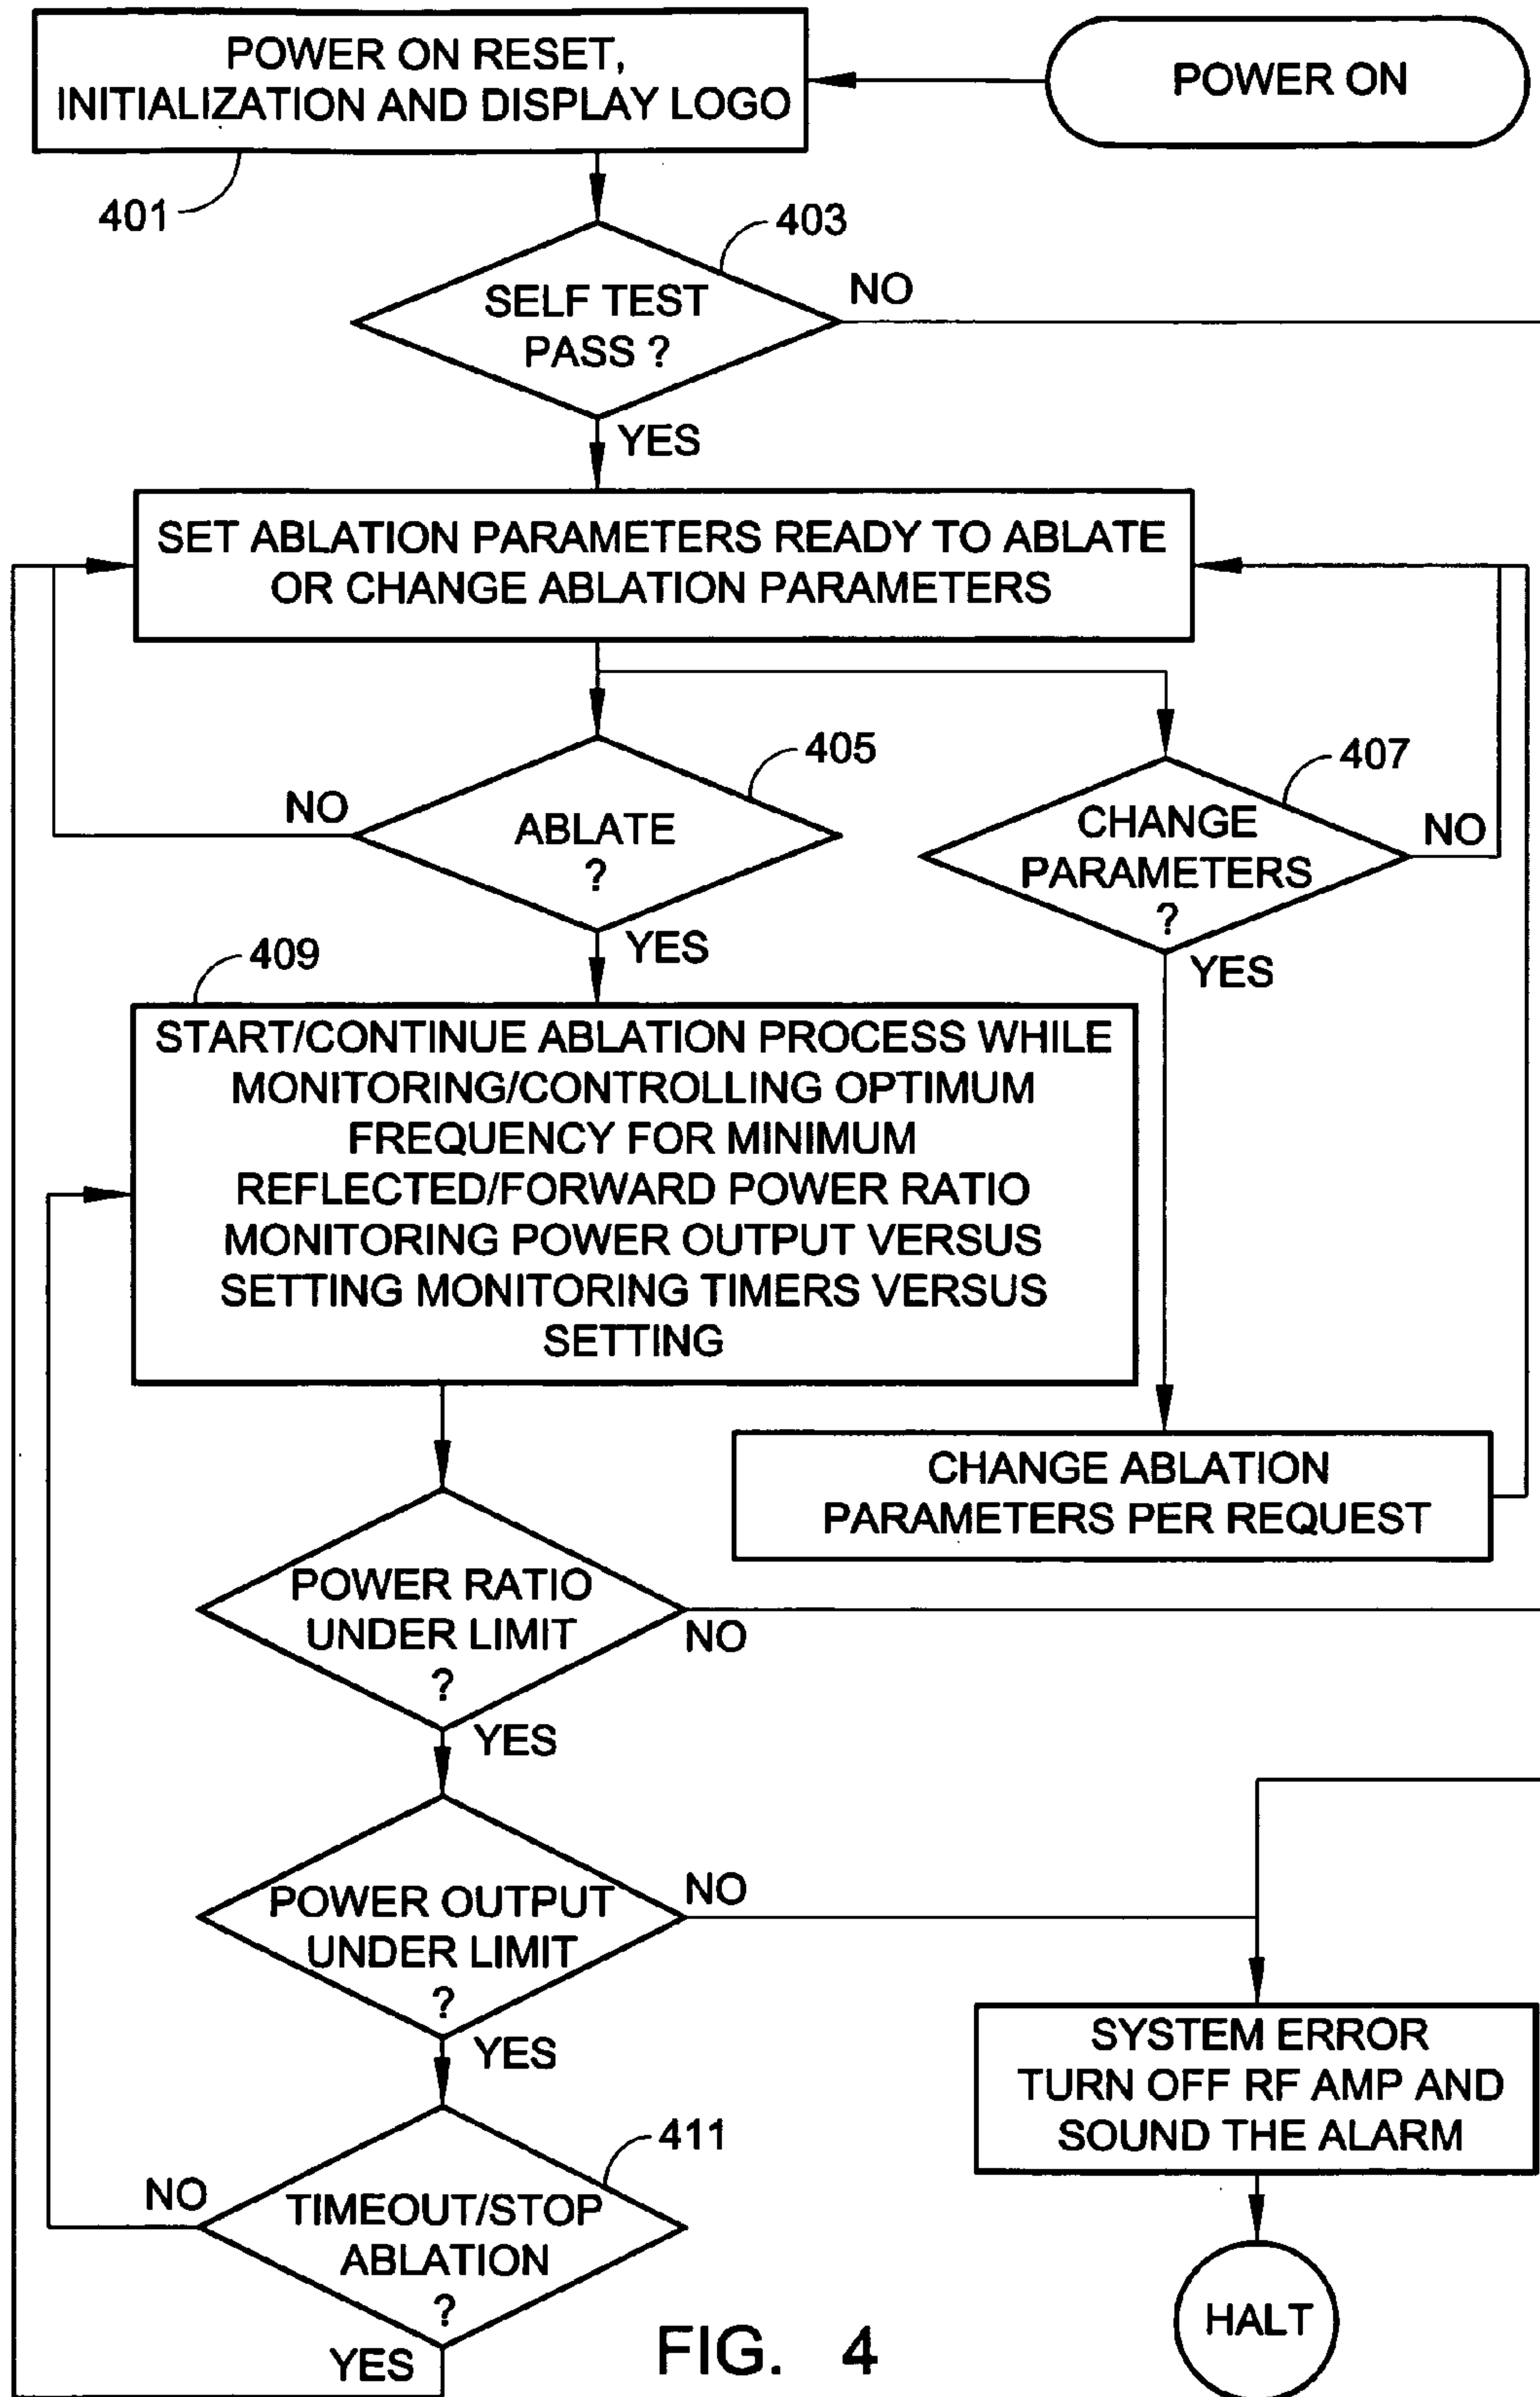 POWER ON RESET,
INITIALIZATION AND DISPLAY LOGO
POWER ON
401
403
SELF TEST
PASS ?
NO
YES
SET ABLATION PARAMETERS READY TO ABLATE
OR CHANGE ABLATION PARAMETERS
405
ABLATE
?
NO
YES
407
CHANGE
PARAMETERS
?
NO
YES
409
START/CONTINUE ABLATION PROCESS WHILE
MONITORING/CONTROLLING OPTIMUM
FREQUENCY FOR MINIMUM
REFLECTED/FORWARD POWER RATIO
MONITORING POWER OUTPUT VERSUS
SETTING MONITORING TIMERS VERSUS
SETTING
CHANGE ABLATION
PARAMETERS PER REQUEST
POWER RATIO
UNDER LIMIT
?
NO
YES
POWER OUTPUT
UNDER LIMIT
?
NO
YES
SYSTEM ERROR
TURN OFF RF AMP AND
SOUND THE ALARM
411
TIMEOUT/STOP
ABLATION
?
NO
YES
HALT
FIG. 4